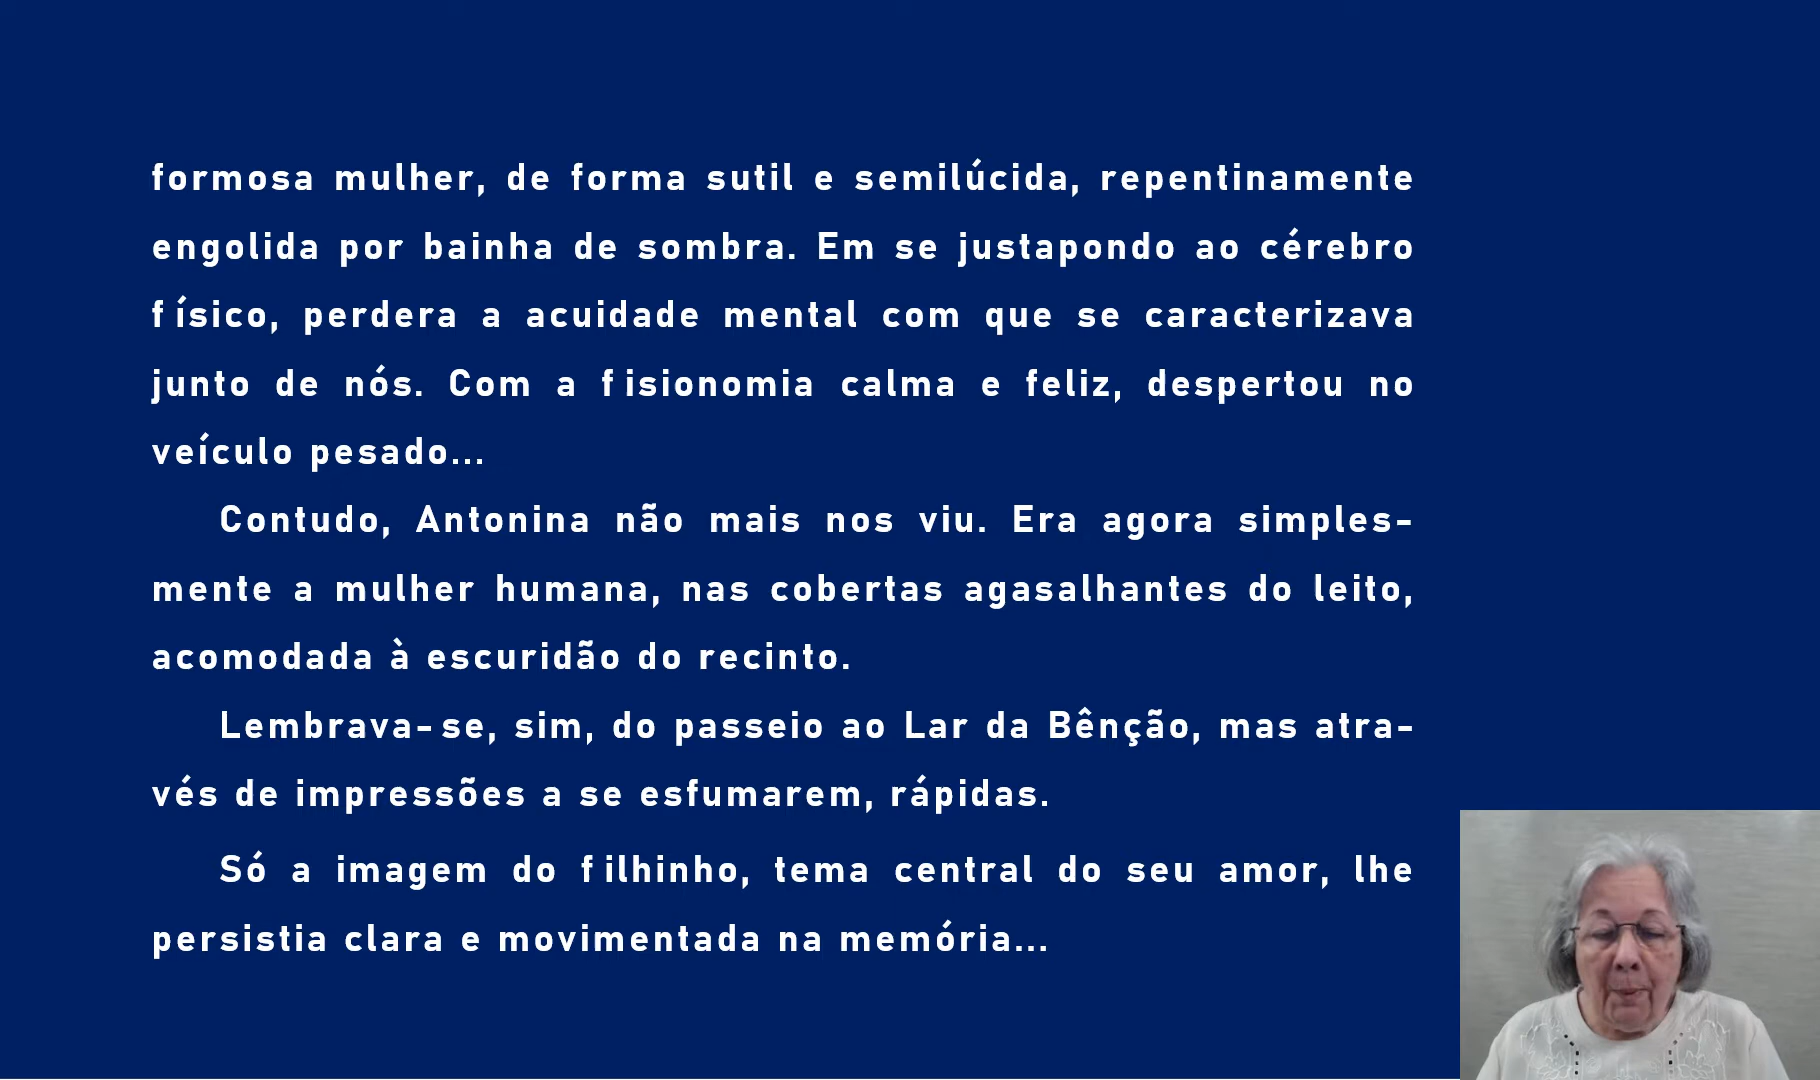 formosa mulher, de forma sutil e semilúcida, repentinamente
engolida por bainha de sombra. Em se justapondo ao cérebro
físico, perdera a acuidade mental com que se caracterizava
junto de nós. Com a fisionomia calma e feliz, despertou no
veículo pesado...
Contudo, Antonina não mais nos viu. Era agora simples-
mente a mulher humana, nas cobertas agasalhantes do leito,
acomodada à escuridão do recinto.
Lembrava-se, sim, do passeio ao Lar da Bênção, mas atra-
vés de impressões a se esfumarem, rápidas.
Só a imagem do filhinho, tema central do seu amor, lhe
persistia clara e movimentada na memória...